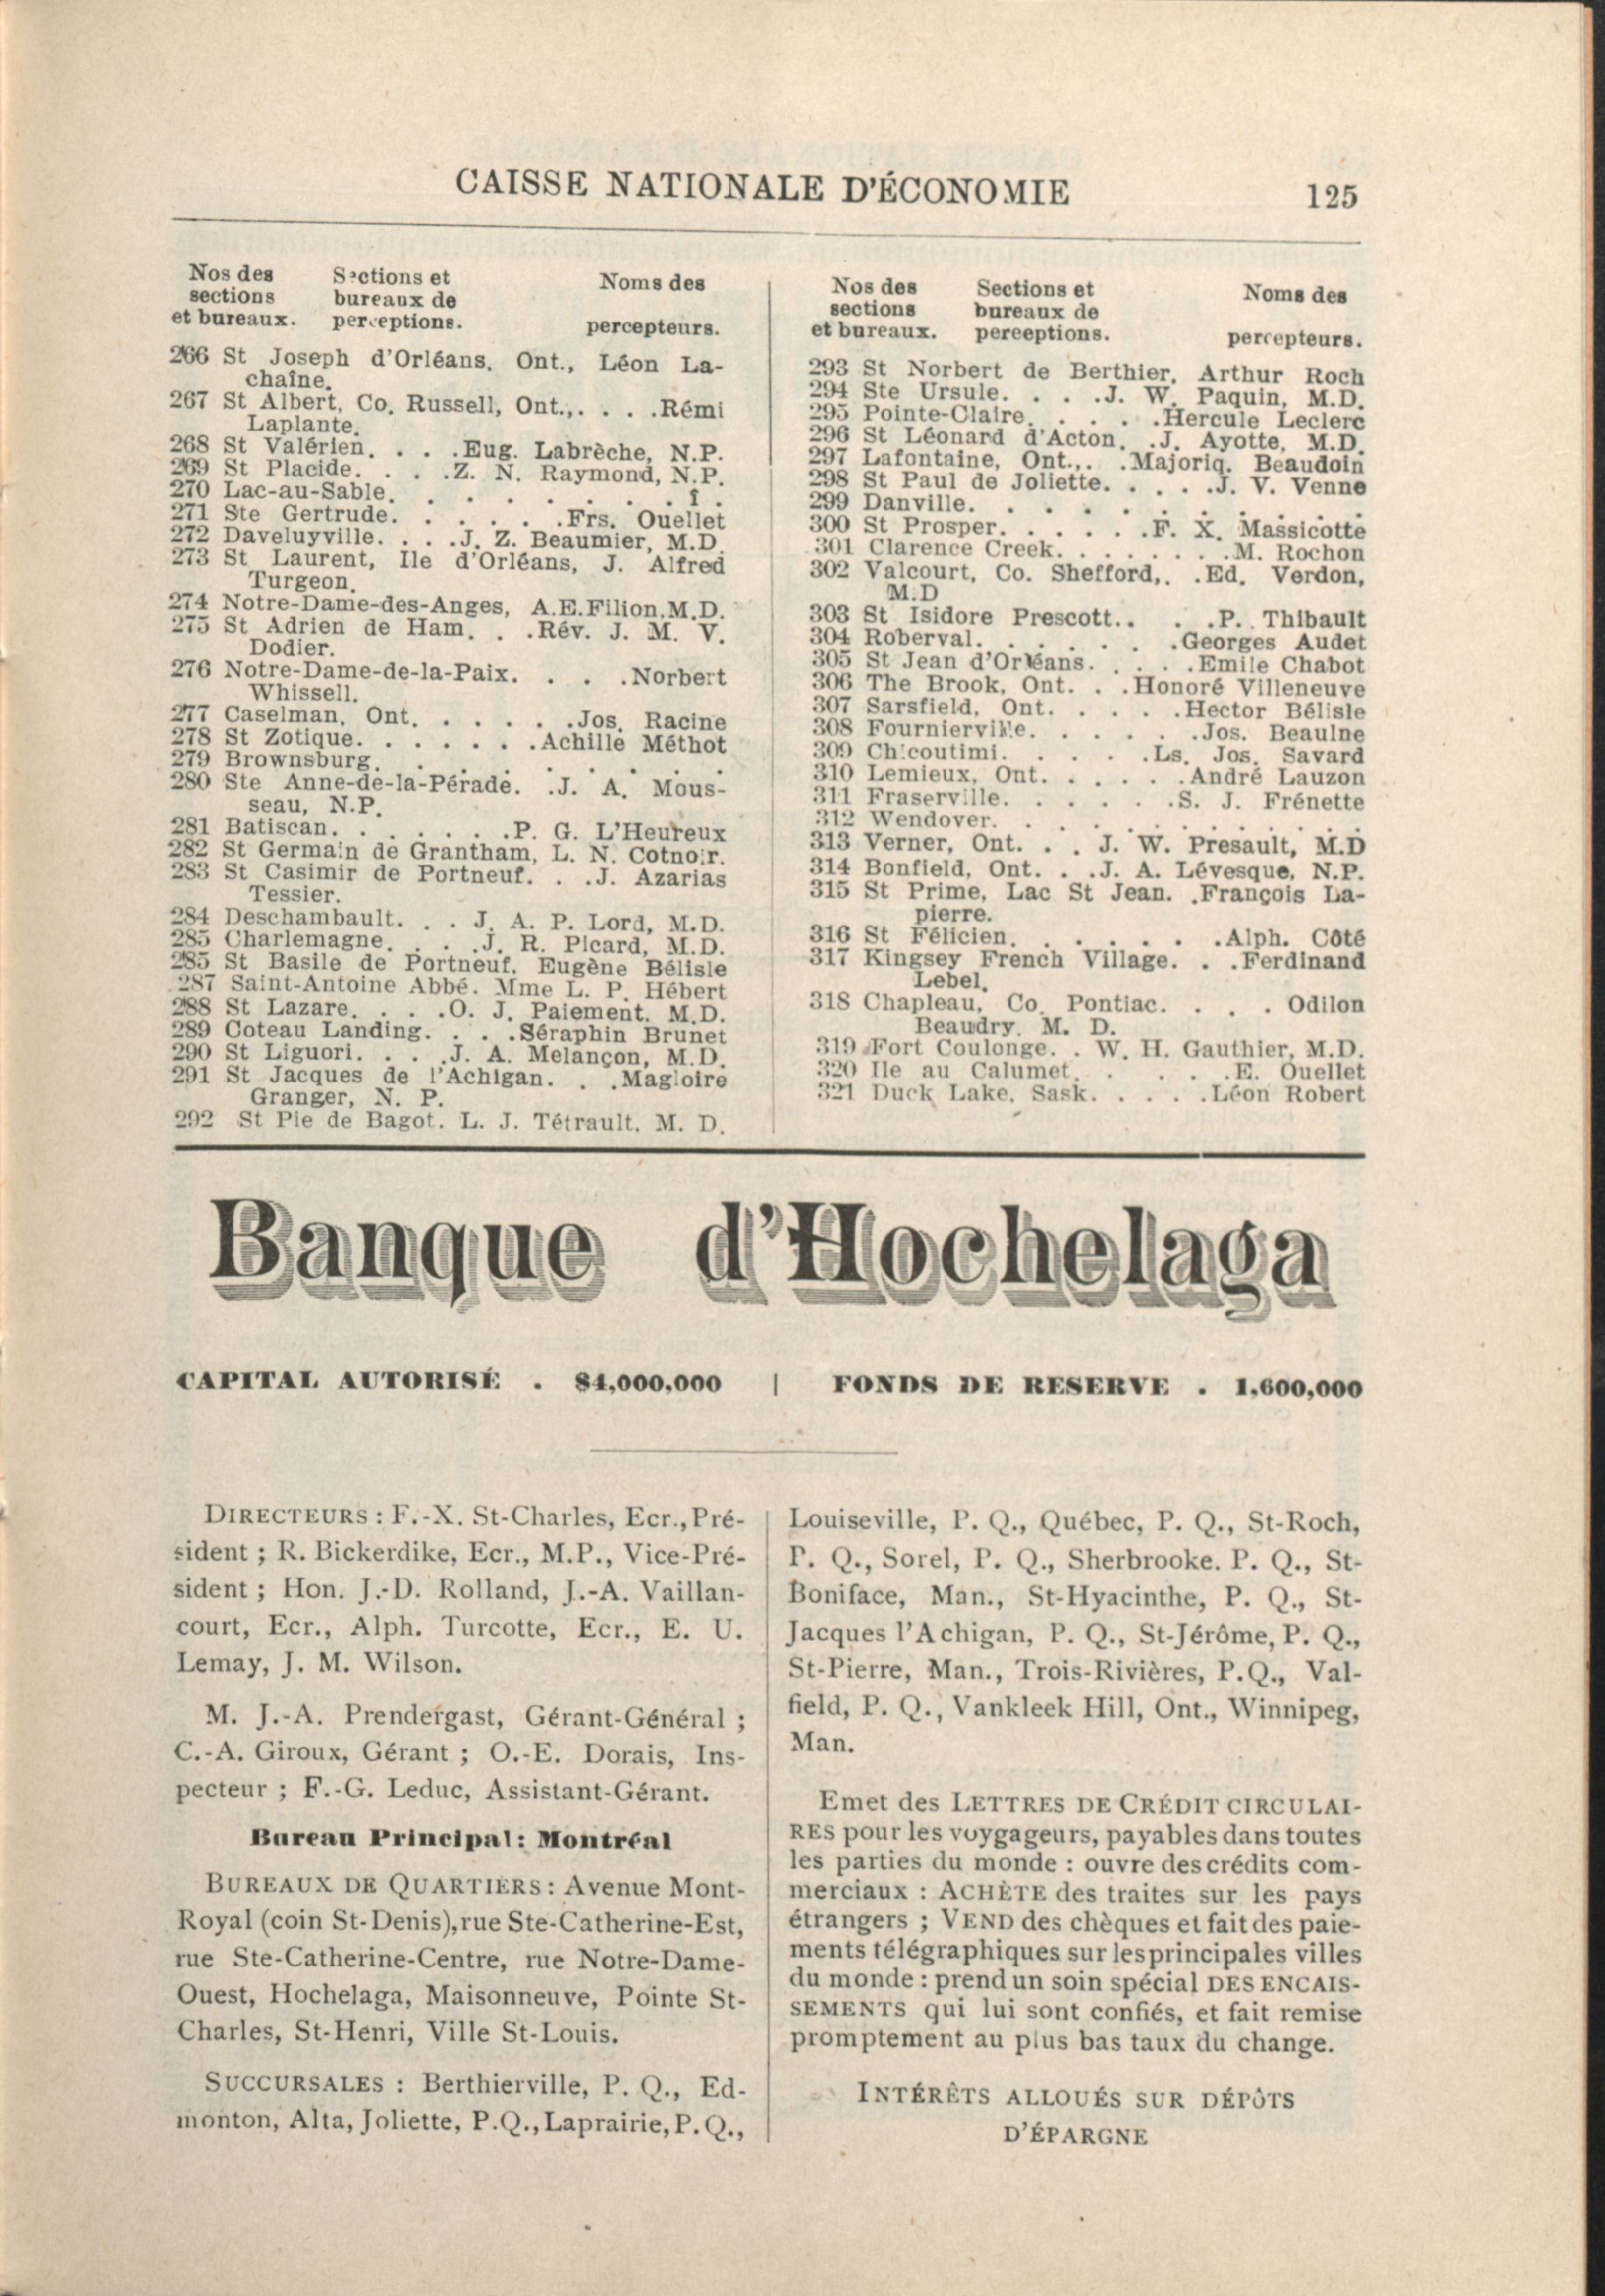 CAISSE NATIONALE D'ÉCONOMIE 125
Nos des Sections et Noms des
sections bureaux de
et bureaux. perceptions. percepteurs.
266 St Joseph d'Orléans. Ont., Léon La-
chaîne.
267 St Albert, Co. Russell, Ont.,. . . .Rémi
Laplante.
268 St Valérien. . . .Eug. Labrèche, N.P.
269 St Placide. . . .Z. N. Raymond, N.P.
270 Lac-au-Sable. . . . . . . .
271 Ste Gertrude. . . . . .Frs. Ouellet
272 Daveluyville. . . .J. Z. Beaumier, M.D.
273 St Laurent, Ile d'Orléans, J. Alfred
Turgeon.
274 Notre-Dame-des-Anges, A.E.Filion,M.D.
275 St Adrien de Ham. . .Rév. J. M. V.
Dodier.
276 Notre-Dame-de-la-Paix. . . .Norbert
Whissell.
277 Caselman, Ont. . . . . .Jos. Racine
278 St Zotique. . . . . . .Achille Méthot
279 Brownsburg. . . . . . . .
280 Ste Anne-de-la-Pérade. .J. A. Mous-
seau, N.P.
281 Batiscan. . . . . . .P. G. L'Heureux
282 St Germain de Grantham, L. N. Cotnoir.
283 St Casimir de Portneuf. . .J. Azarias
Tessier.
284 Deschambault. . . J. A. P. Lord, M.D.
285 Charlemagne. . . .J. R. Picard, M.D.
285 St Basile de Portneuf. Eugène Bélisle
287 Saint-Antoine Abbé. Mme L. P. Hébert
288 St Lazare. . . .O. J. Paiement. M.D.
289 Coteau Landing. . . .Séraphin Brunet
290 St Liguori. . . .J. A. Melançon, M.D.
291 St Jacques de l'Achigan. . .Magloire
Granger, N. P.
292 St Pie de Bagot. L. J. Tétrault. M. D.
Nos des Sections et Noms des
sections bureaux de
et bureaux. perceptions. percepteurs.
293 St Norbert de Berthier, Arthur Roch
294 Ste Ursule. . . .J. W. Paquin, M.D.
295 Pointe-Claire. . . . .Hercule Leclerc
296 St Léonard d'Acton. .J. Ayotte, M.D.
297 Lafontaine, Ont.,. .Majoriq. Beaudoin
298 St Paul de Joliette. . . . .J. V. Venne
299 Danville. . . . . . . . .
300 St Prosper. . . . . .F. X. Massicotte
301 Clarence Creek. . . . . . . .M. Rochon
302 Valcourt, Co. Shefford,. .Ed. Verdon,
M.D
303 St Isidore Prescott.. . .P. Thibault
304 Roberval. . . . . . .Georges Audet
305 St Jean d'Orléans. . . . .Emile Chabot
306 The Brook, Ont. . .Honoré Villeneuve
307 Sarsfield, Ont. . . . .Hector Bélisle
308 Fournierville. . . . . .Jos. Beaulne
309 Chicoutimi. . . . .Ls. Jos. Savard
310 Lemieux, Ont. . . . . .André Lauzon
311 Fraserville. . . . . .S. J. Frénette
312 Wendover. . . . . . . .
313 Verner, Ont. . . J. W. Presault, M.D
314 Bonfield, Ont. . .J. A. Lévesque, N.P.
315 St Prime, Lac St Jean. .François La-
pierre.
316 St Félicien. . . . . . .Alph. Côté
317 Kingsey French Village. . .Ferdinand
Lebel.
318 Chapleau, Co. Pontiac. . . . Odilon
Beaudry. M. D.
319 Fort Coulonge. . W. H. Gauthier, M.D.
320 Ile au Calumet. . . . . .E. Ouellet
321 Duck Lake, Sask. . . . . .Léon Robert
Banque d'Hochelaga
CAPITAL AUTORISÉ . $4,000,000 | FONDS DE RESERVE . 1,600,000
DIRECTEURS : F.-X. St-Charles, Ecr., Pré-
sident ; R. Bickerdike, Ecr., M.P., Vice-Pré-
sident ; Hon. J.-D. Rolland, J.-A. Vaillan-
court, Ecr., Alph. Turcotte, Ecr., E. U.
Lemay, J. M. Wilson.
M. J.-A. Prendergast, Gérant-Général ;
C.-A. Giroux, Gérant ; O.-E. Dorais, Ins-
pecteur ; F.-G. Leduc, Assistant-Gérant.
Bureau Principal: Montréal
BUREAUX DE QUARTIERS : Avenue Mont-
Royal (coin St-Denis), rue Ste-Catherine-Est,
rue Ste-Catherine-Centre, rue Notre-Dame-
Ouest, Hochelaga, Maisonneuve, Pointe St-
Charles, St-Henri, Ville St-Louis.
SUCCURSALES : Berthierville, P. Q., Ed-
monton, Alta, Joliette, P.Q., Laprairie, P. Q.,
Louiseville, P. Q., Québec, P. Q., St-Roch,
P. Q., Sorel, P. Q., Sherbrooke. P. Q., St-
Boniface, Man., St-Hyacinthe, P. Q., St-
Jacques l'Achigan, P. Q., St-Jérôme, P. Q.,
St-Pierre, Man., Trois-Rivières, P.Q., Val-
field, P. Q., Vankleek Hill, Ont., Winnipeg,
Man.
Emet des LETTRES DE CRÉDIT CIRCULAI-
RES pour les voygageurs, payables dans toutes
les parties du monde : ouvre des crédits com-
merciaux : ACHÈTE des traites sur les pays
étrangers ; VEND des chèques et fait des paie-
ments télégraphiques sur les principales villes
du monde : prend un soin spécial DES ENCAIS-
SEMENTS qui lui sont confiés, et fait remise
promptement au plus bas taux du change.
INTÉRÊTS ALLOUÉS SUR DÉPÔTS
D'ÉPARGNE